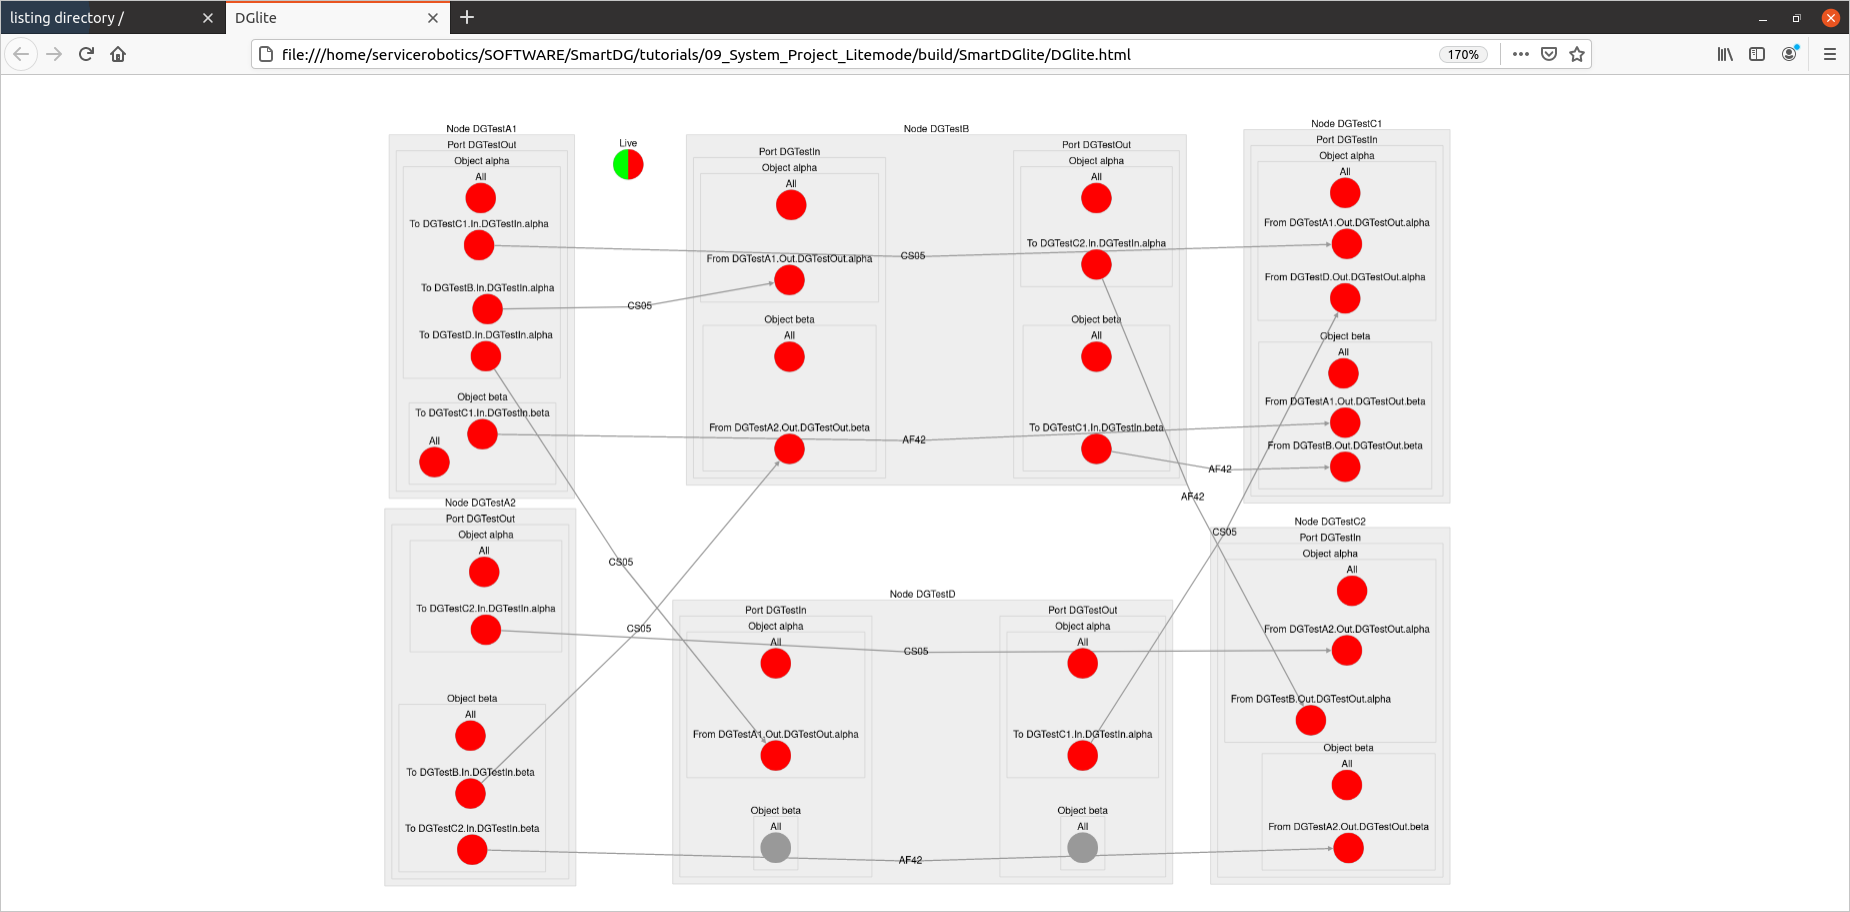 listing directory /
DGlite
file:///home/servicerobotics/SOFTWARE/SmartDG/tutorials/09_System_Project_Litemode/build/SmartDGlite/DGlite.html
170%
Node DGTestA1
Port DGTestOut
Object alpha
All
To DGTestC1.In.DGTestIn.alpha
To DGTestB.In.DGTestIn.alpha
To DGTestD.In.DGTestIn.alpha
Object beta
To DGTestC1.In.DGTestIn.beta
All
Live
Node DGTestB
Port DGTestIn
Object alpha
All
From DGTestA1.Out.DGTestOut.alpha
Object beta
All
From DGTestA2.Out.DGTestOut.beta
Port DGTestOut
Object alpha
All
To DGTestC2.In.DGTestIn.alpha
Object beta
All
To DGTestC1.In.DGTestIn.beta
Node DGTestC1
Port DGTestIn
Object alpha
All
From DGTestA1.Out.DGTestOut.alpha
From DGTestD.Out.DGTestOut.alpha
Object beta
All
From DGTestA1.Out.DGTestOut.beta
From DGTestB.Out.DGTestOut.beta
CS05
CS05
AF42
AF42
AF42
CS05
CS05
CS05
CS05
AF42
Node DGTestA2
Port DGTestOut
Object alpha
All
To DGTestC2.In.DGTestIn.alpha
Object beta
All
To DGTestB.In.DGTestIn.beta
To DGTestC2.In.DGTestIn.beta
Node DGTestD
Port DGTestIn
Object alpha
All
From DGTestA1.Out.DGTestOut.alpha
Object beta
All
Port DGTestOut
Object alpha
All
To DGTestC1.In.DGTestIn.alpha
Object beta
All
Node DGTestC2
Port DGTestIn
Object alpha
All
From DGTestA2.Out.DGTestOut.alpha
From DGTestB.Out.DGTestOut.alpha
Object beta
All
From DGTestA2.Out.DGTestOut.beta